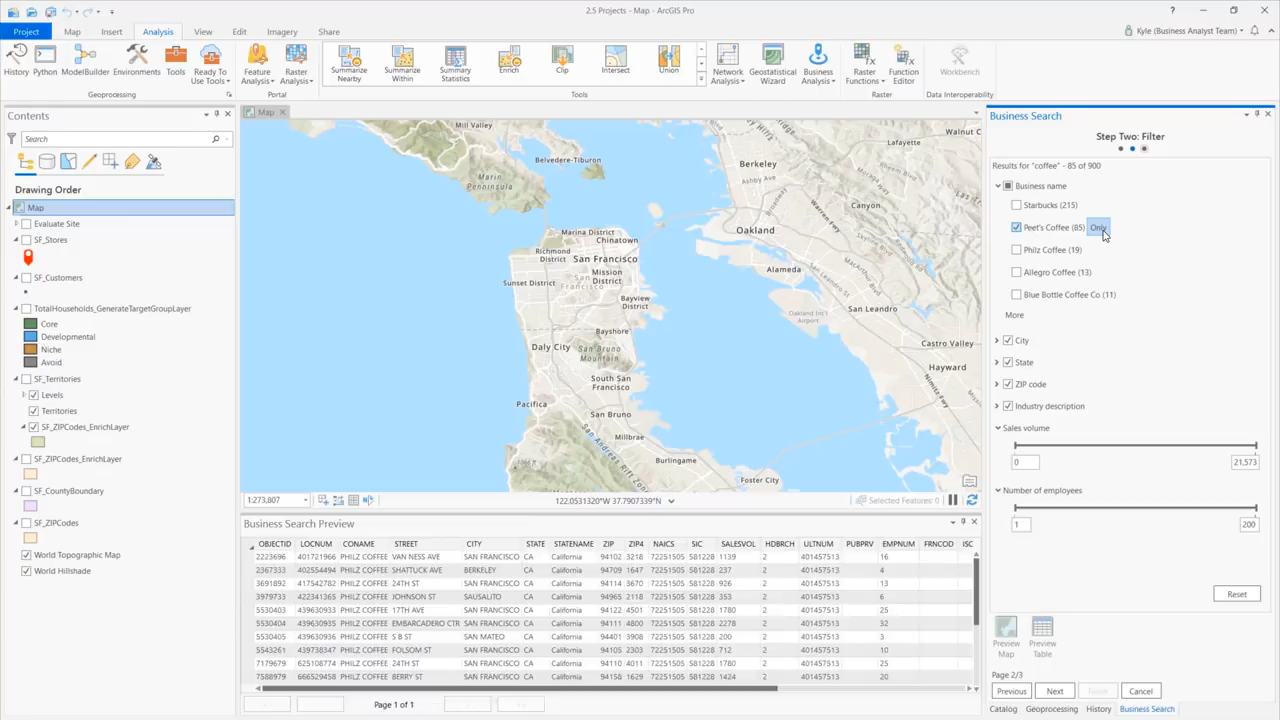 2.5 Projects - Map - ArcGIS Pro
?
Project Map Insert Analysis View Find Edit Imagery Share
Kyle (Business Analyst Team)
History Python ModelBuilder Environments Tools Ready To Use Tools
Feature Analysis Raster Analysis
Summarize Nearby Summarize Within Summary Statistics Enrich Clip Intersect Union
Network Analysis Geostatistical Wizard Business Analysis
Raster Functions Function Editor Workbench
Geoprocessing Portal Tools Raster Data Interoperability
Contents
Search
Drawing Order
Map
Evaluate Site
SF_Stores
SF_Customers
TotalHouseholds_GenerateTargetGroupLayer
Core
Developmental
Niche
Avoid
SF_Territories
Levels
Territories
SF_ZIPCodes_EnrichLayer
SF_ZIPCodes_EnrichLayer
SF_CountyBoundary
SF_ZIPCodes
World Topographic Map
World Hillshade
Map
Mill Valley
Belvedere-Tiburon
Marin Peninsula
Berkeley
Lafayette
Walnut C
Ashby Ave
Canyon
Moraga
Oakland
Marina District
Chinatown
Richmond District
San Francisco
San Francisco
Mission District
Sunset District
Bayview District
Alameda
Oakland Int'l Airport
San Leandro
Bayshore
Daly City
San Bruno Mountain
Castro Valley
South San Francisco
Hayward
Pacifica
San Bruno
Millbrae
San Andreas Rift
Burlingame
Foster City
1:273,807
122.0531320°W 37.7907339°N
Selected Features: 0
Business Search Preview
OBJECTID LOCNUM CONAME STREET CITY STATE STATENAME ZIP ZIP4 NAICS SIC SALESVOL HDBRCH ULTNUM PUBPRV EMPNUM FRNCOD ISC
2223696 401721966 PHILZ COFFEE VAN NESS AVE SAN FRANCISCO CA California 94102 3218 72251505 581228 1139 2 401457513 16
2367333 402554494 PHILZ COFFEE SHATTUCK AVE BERKELEY CA California 94709 1647 72251505 581228 237 2 401457513 4
3691892 417542782 PHILZ COFFEE 24TH ST SAN FRANCISCO CA California 94114 3670 72251505 581228 926 2 401457513 13
3979733 422341365 PHILZ COFFEE JOHNSON ST SAUSALITO CA California 94965 2118 72251505 581228 353 2 401457513 6
5530403 439630933 PHILZ COFFEE 17TH AVE SAN FRANCISCO CA California 94122 4501 72251505 581228 1780 2 401457513 25
5530404 439630935 PHILZ COFFEE EMBARCADERO CTR SAN FRANCISCO CA California 94111 4800 72251505 581228 2278 2 401457513 32
5530405 439630937 PHILZ COFFEE S B ST SAN MATEO CA California 94401 3908 72251505 581228 200 2 401457513 3
5543261 439738347 PHILZ COFFEE FOLSOM ST SAN FRANCISCO CA California 94105 2303 72251505 581228 712 2 401457513 10
7179679 625108774 PHILZ COFFEE 24TH ST SAN FRANCISCO CA California 94110 4011 72251505 581228 1780 2 401457513 25
7579817 666529458 PHILZ COFFEE BERRY ST SAN FRANCISCO CA California 94158 1629 72251505 581228 1424 2 401457513 20
Page 1 of 1
Business Search
Step Two: Filter
Results for "coffee" - 85 of 900
Business name
Starbucks (215)
Peet's Coffee (85) Only
Philz Coffee (19)
Allegro Coffee (13)
Blue Bottle Coffee Co (11)
More
City
State
ZIP code
Industry description
Sales volume
0 21,573
Number of employees
1 200
Reset
Preview Map Preview Table
Page 2/3
Previous Next Finish Cancel
Catalog Geoprocessing History Business Search